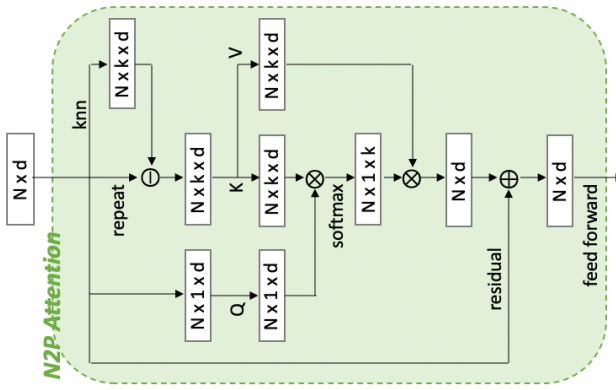 N2P Attention
N x d
knn
N x k x d
repeat
N x k x d
V
N x k x d
K
N x k x d
N x 1 x d
Q
N x 1 x d
softmax
N x 1 x k
N x d
residual
N x d
feed forward